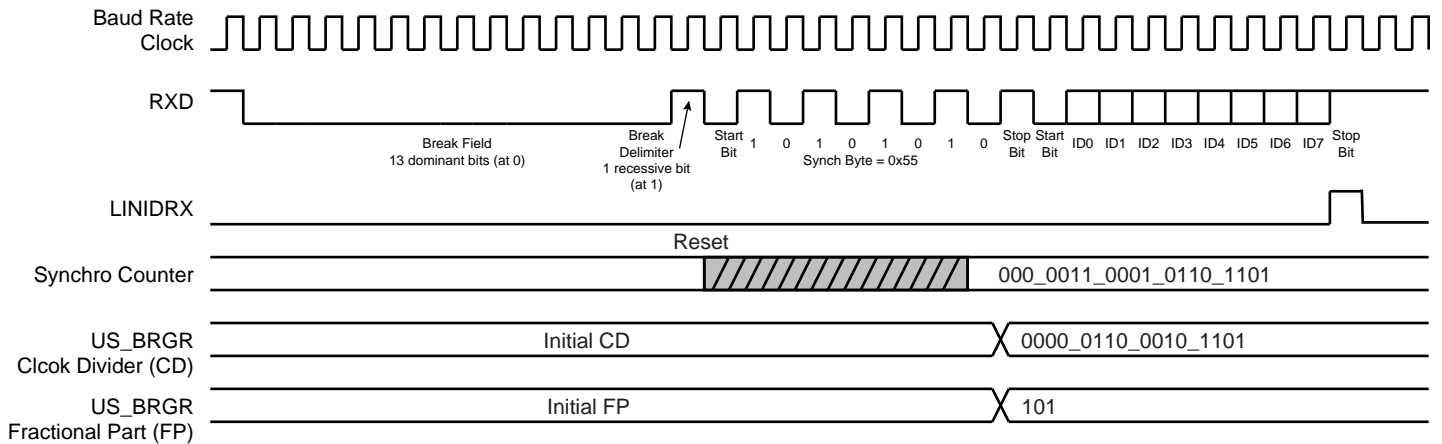 Baud Rate
Clock
RXD
Break Field
13 dominant bits (at 0)
Break
Delimiter
1 recessive bit
(at 1)
Start
Bit
1 0 1 0 1 0 1 0
Synch Byte = 0x55
Stop
Bit
Start
Bit
ID0 ID1 ID2 ID3 ID4 ID5 ID6 ID7
Stop
Bit
LINIDRX
Reset
Synchro Counter
000_0011_0001_0110_1101
US_BRGR
Clcok Divider (CD)
Initial CD
0000_0110_0010_1101
US_BRGR
Fractional Part (FP)
Initial FP
101